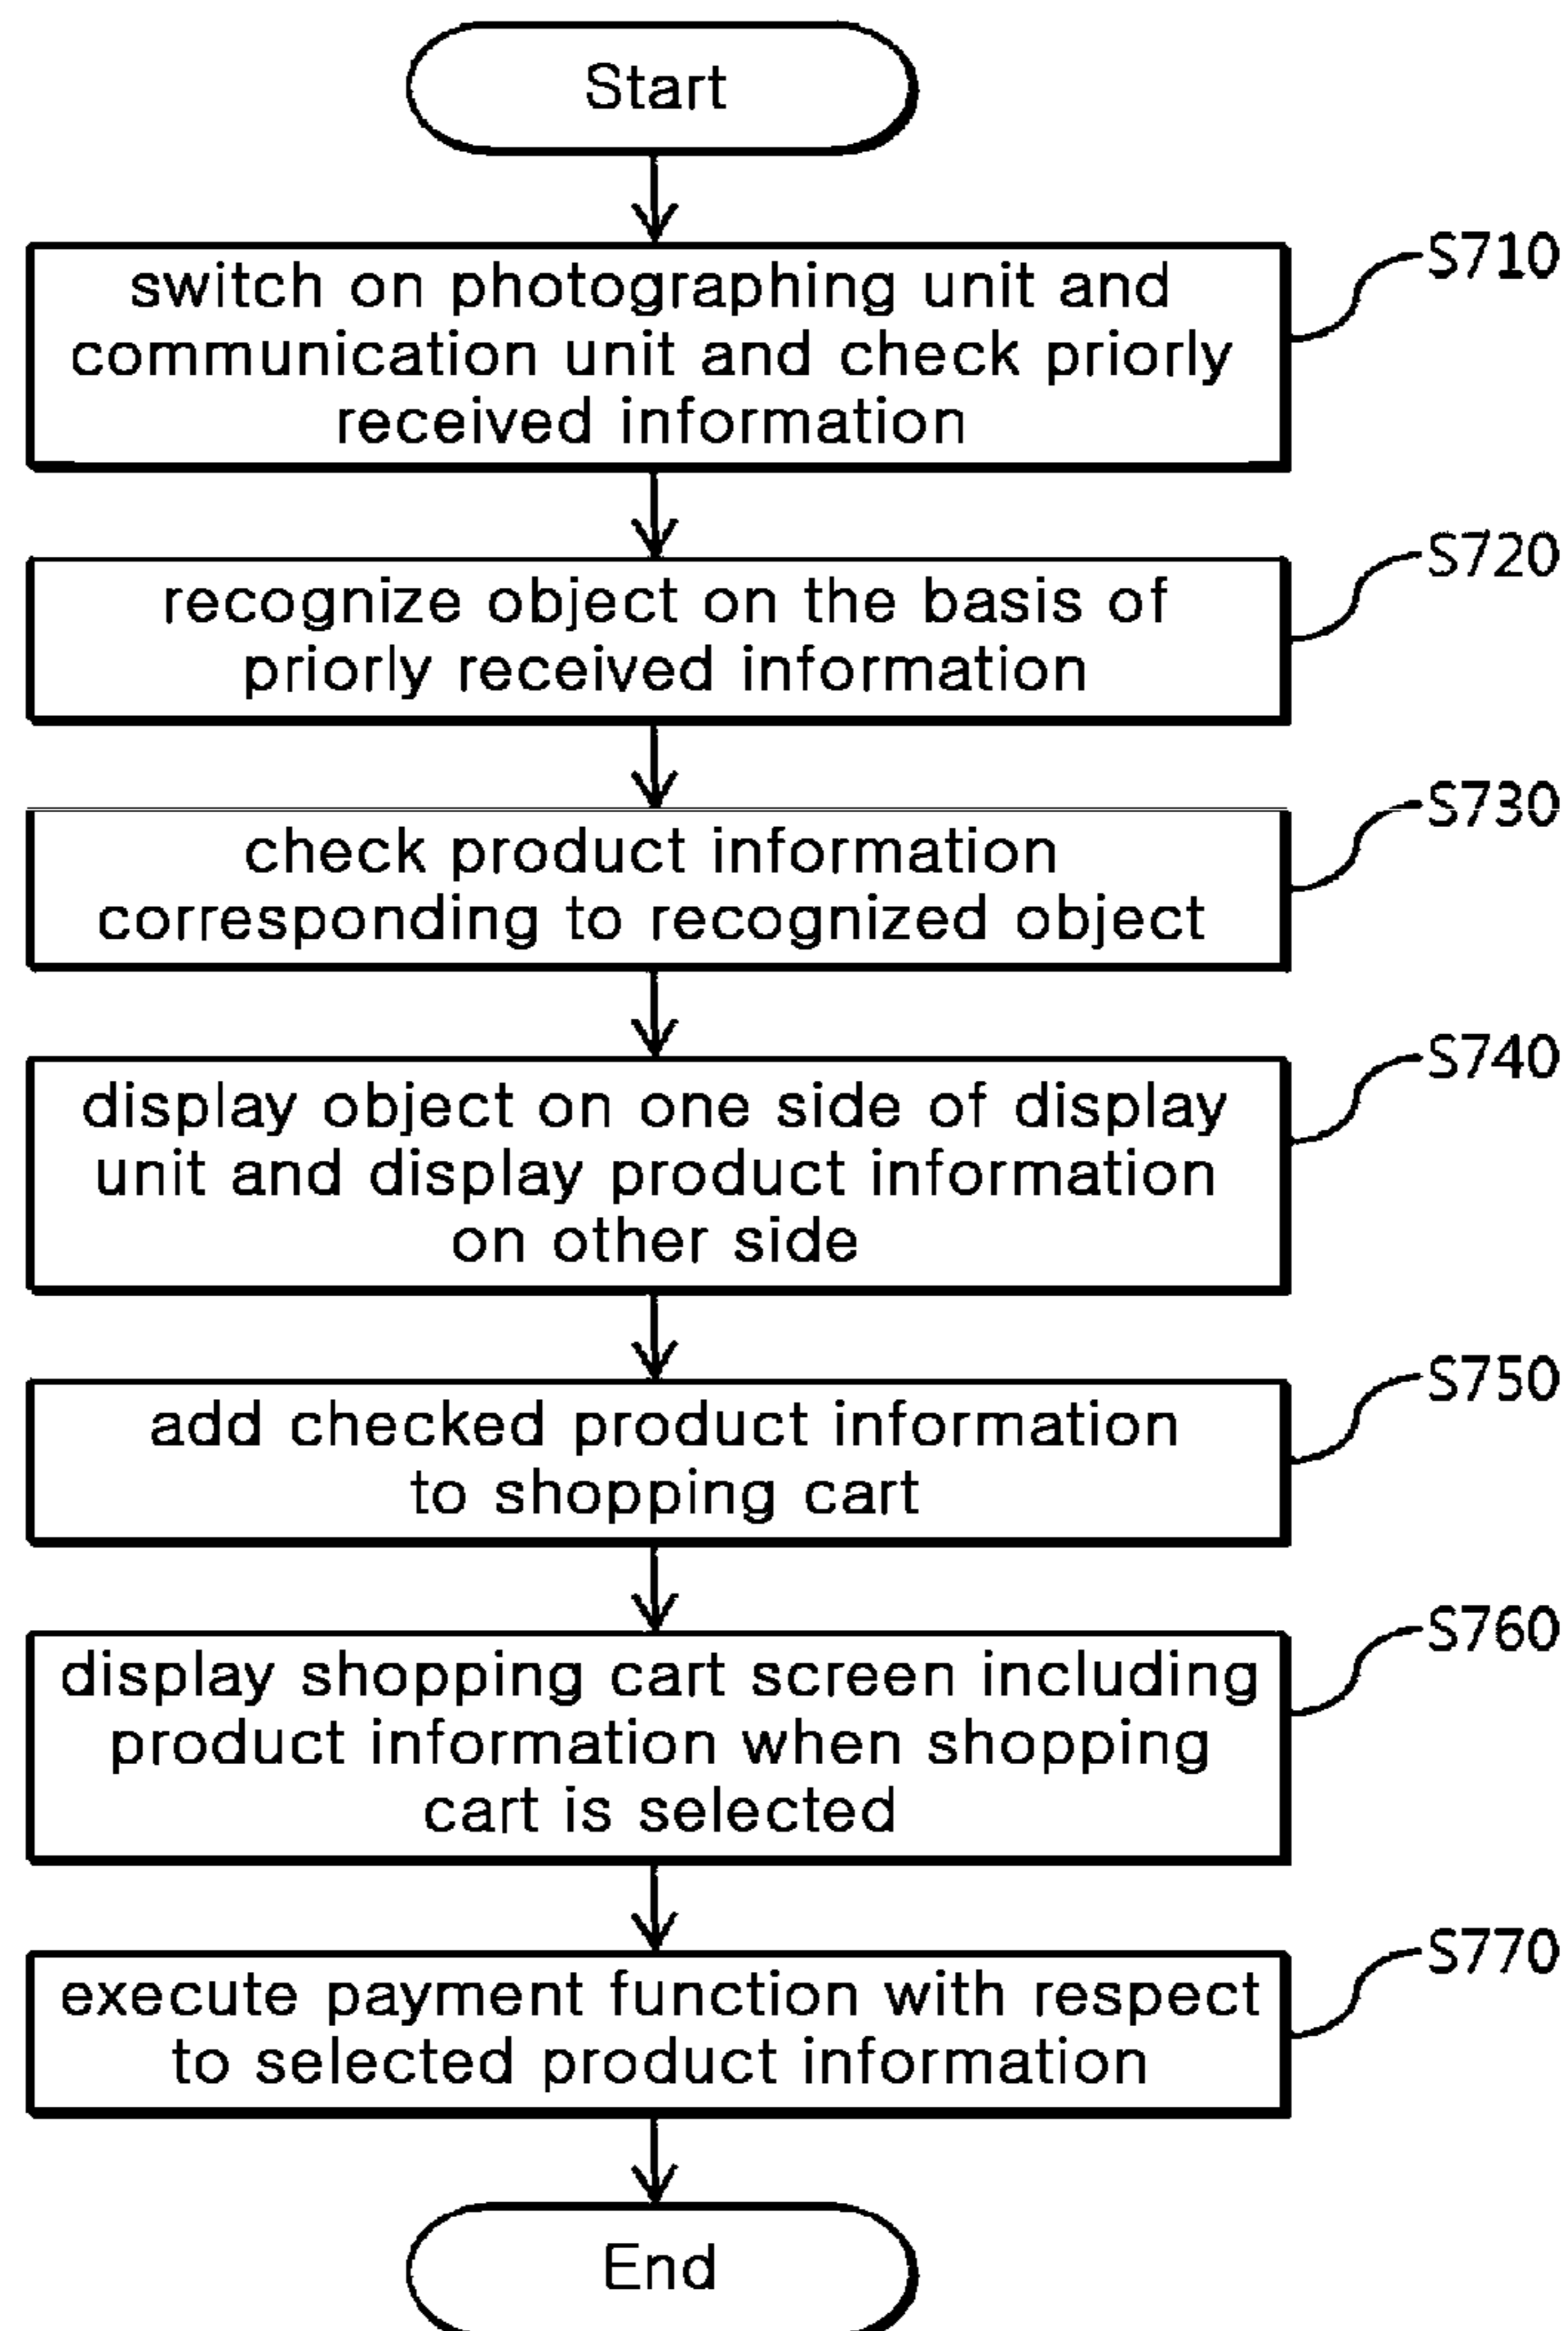 Start
S710
switch on photographing unit and
communication unit and check priorly
received information
S720
recognize object on the basis of
priorly received information
S730
check product information
corresponding to recognized object
S740
display object on one side of display
unit and display product information
on other side
S750
add checked product information
to shopping cart
S760
display shopping cart screen including
product information when shopping
cart is selected
S770
execute payment function with respect
to selected product information
End